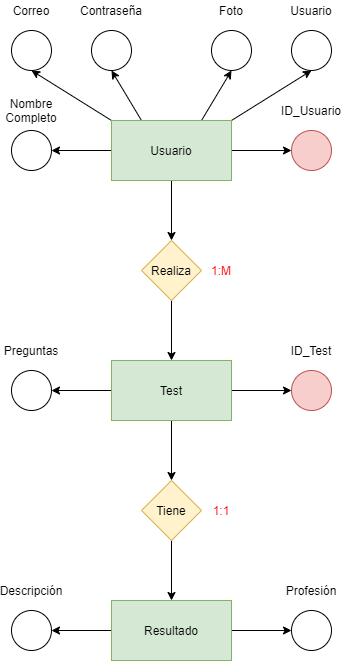 Correo
Contraseña
Foto
Usuario
Nombre
Completo
ID_Usuario
Usuario
Realiza
1:M
Preguntas
ID_Test
Test
Tiene
1:1
Descripción
Profesión
Resultado